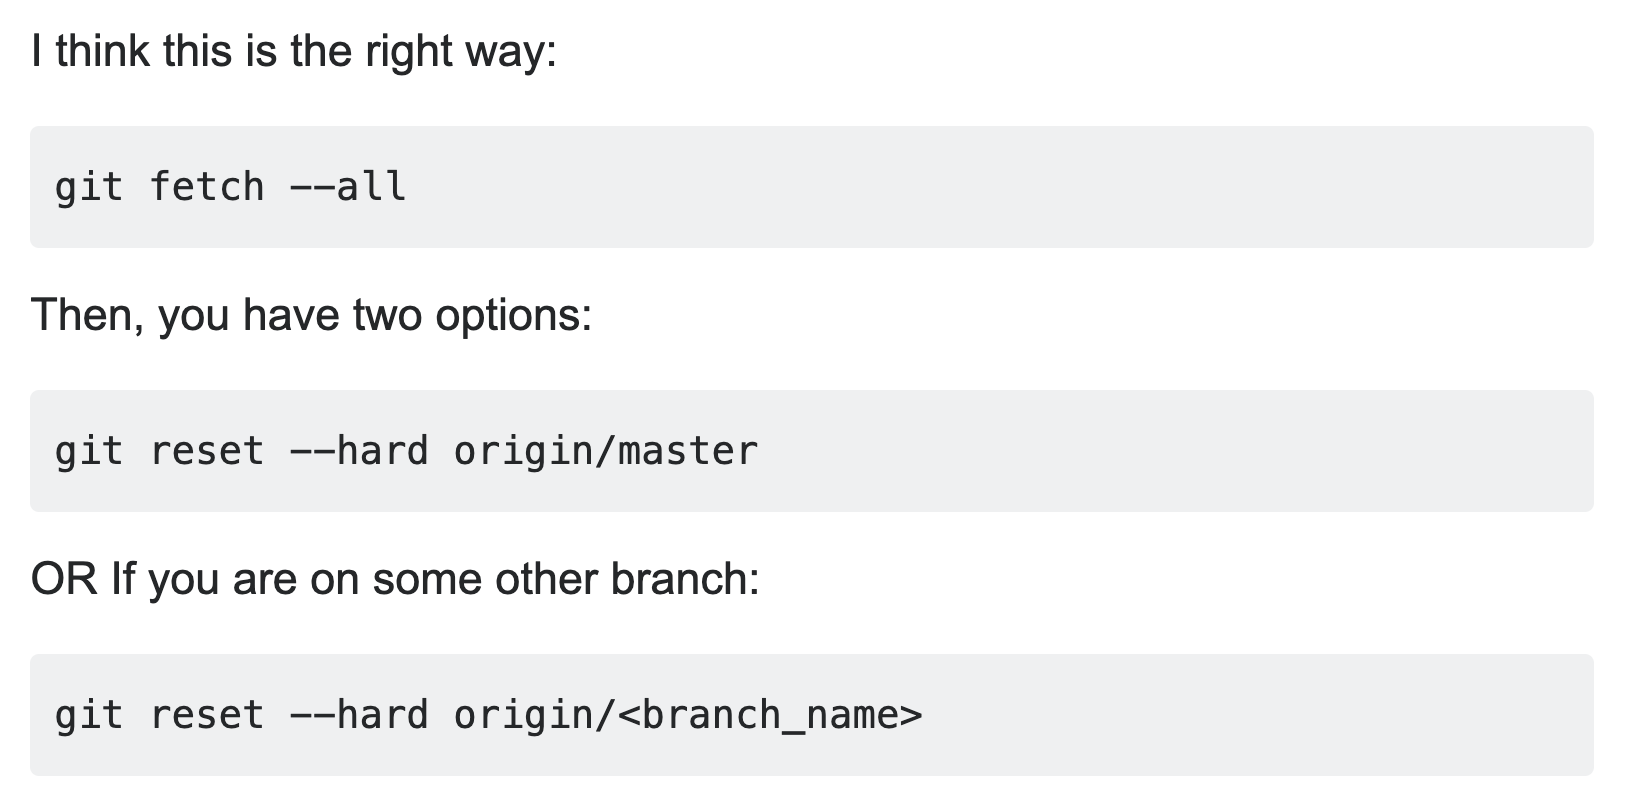 I think this is the right way:
git fetch --all
Then, you have two options:
git reset --hard origin/master
OR If you are on some other branch:
git reset --hard origin/<branch_name>